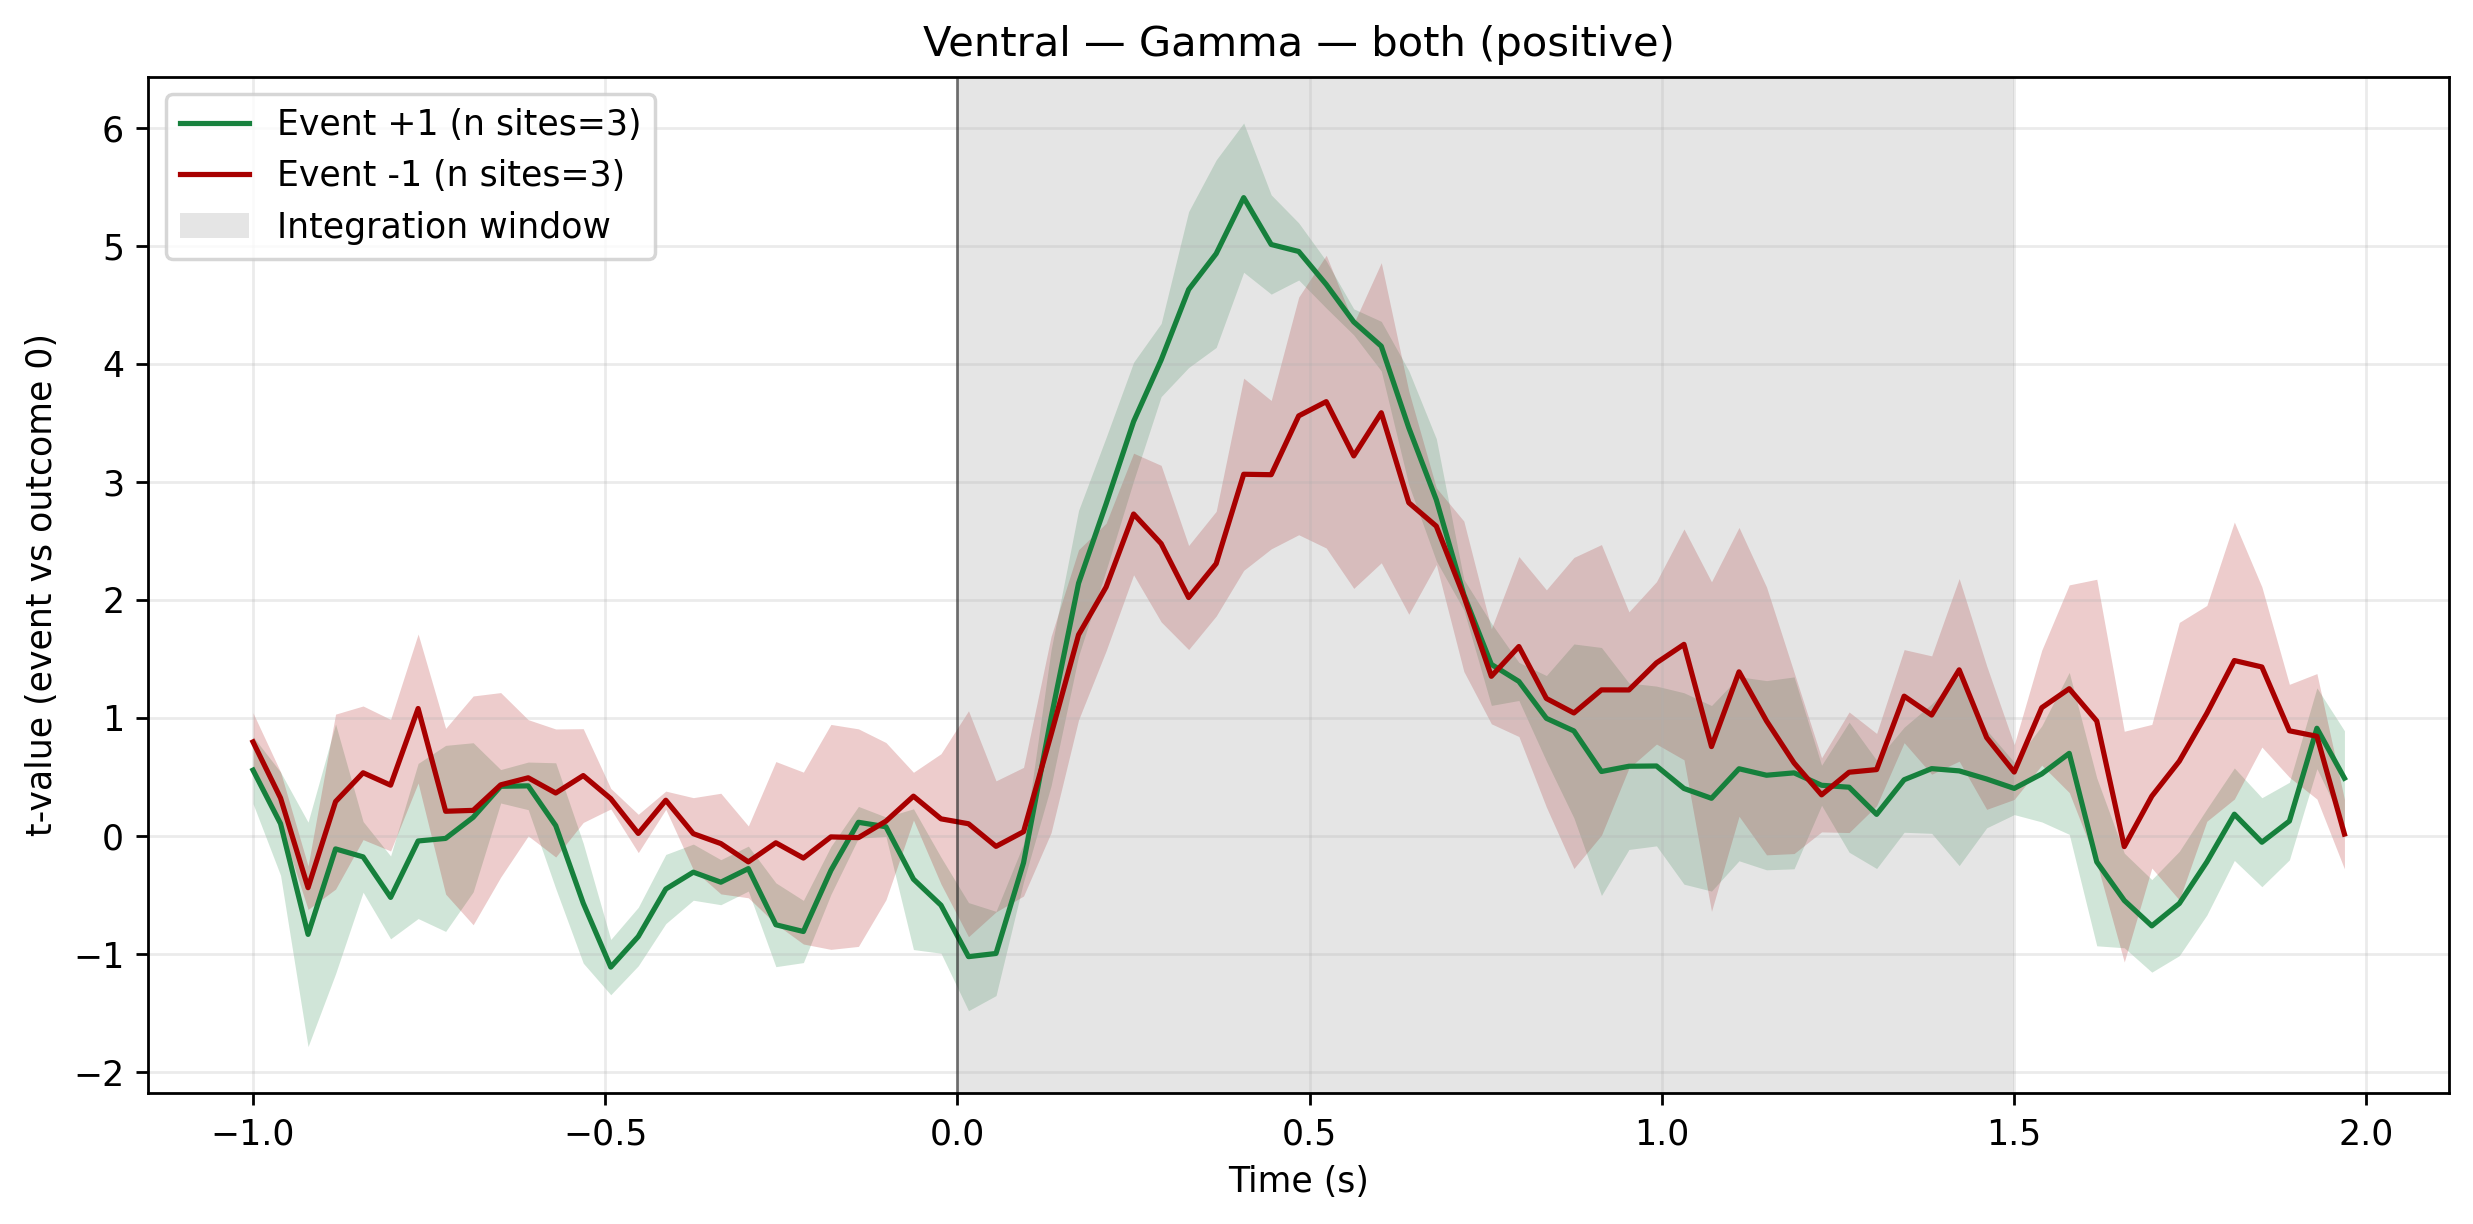 Ventral — Gamma — both (positive)
Event +1 (n sites=3)
Event -1 (n sites=3)
Integration window
t-value (event vs outcome 0)
6
5
4
3
2
1
0
−1
−2
−1.0
−0.5
0.0
0.5
1.0
1.5
2.0
Time (s)